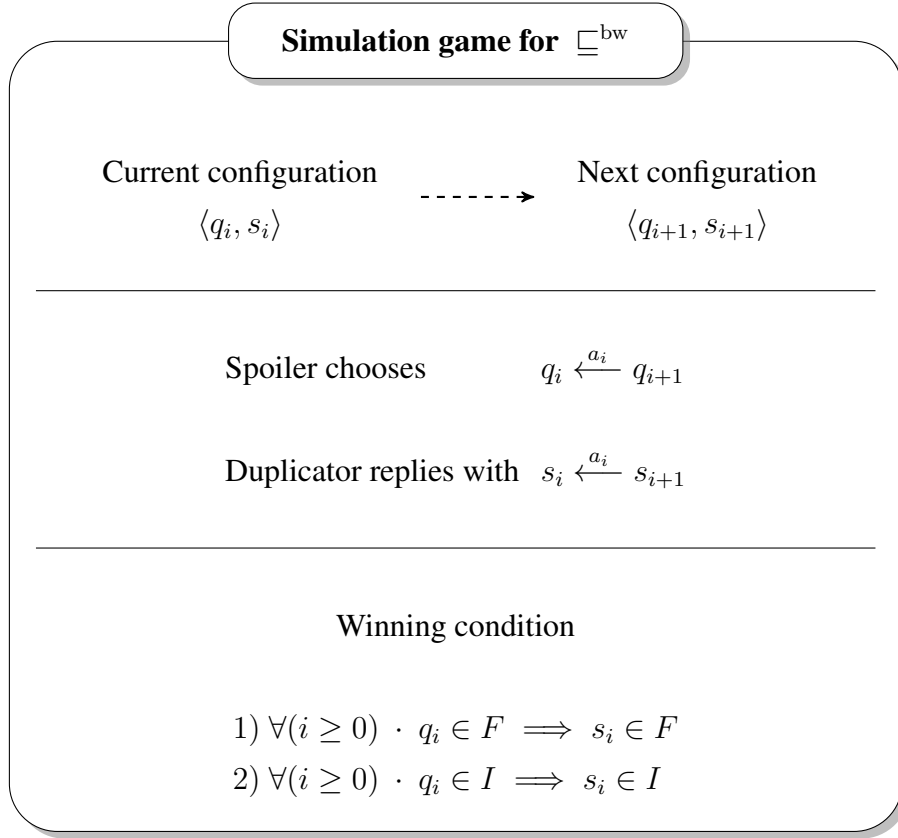 Simulation game for ⊑^bw
Current configuration Next configuration
⟨q_i, s_i⟩ ⟨q_{i+1}, s_{i+1}⟩
Spoiler chooses q_i ⟵^{a_i} q_{i+1}
Duplicator replies with s_i ⟵^{a_i} s_{i+1}
Winning condition
1) ∀(i ≥ 0) · q_i ∈ F ⟹ s_i ∈ F
2) ∀(i ≥ 0) · q_i ∈ I ⟹ s_i ∈ I